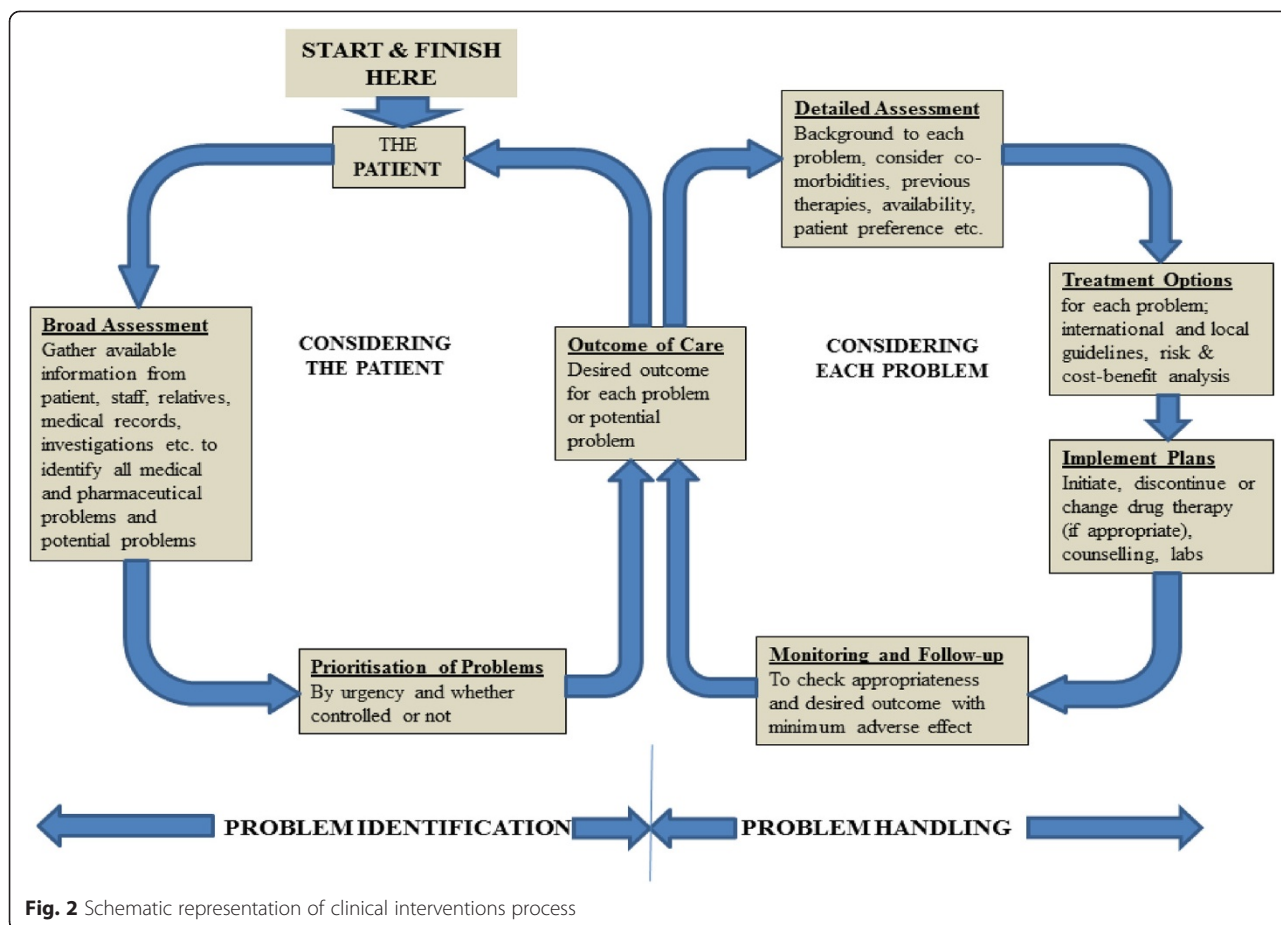 START & FINISH
HERE
THE
PATIENT
Broad Assessment
Gather available
information from
patient, staff, relatives,
medical records,
investigations etc. to
identify all medical
and pharmaceutical
problems and
potential problems
CONSIDERING
THE PATIENT
Prioritisation of Problems
By urgency and whether
controlled or not
Outcome of Care
Desired outcome
for each problem
or potential
problem
Detailed Assessment
Background to each
problem, consider co-
morbidities, previous
therapies, availability,
patient preference etc.
CONSIDERING
EACH PROBLEM
Treatment Options
for each problem;
international and local
guidelines, risk &
cost-benefit analysis
Implement Plans
Initiate, discontinue or
change drug therapy
(if appropriate),
counselling, labs
Monitoring and Follow-up
To check appropriateness
and desired outcome with
minimum adverse effect
PROBLEM IDENTIFICATION
PROBLEM HANDLING
Fig. 2 Schematic representation of clinical interventions process